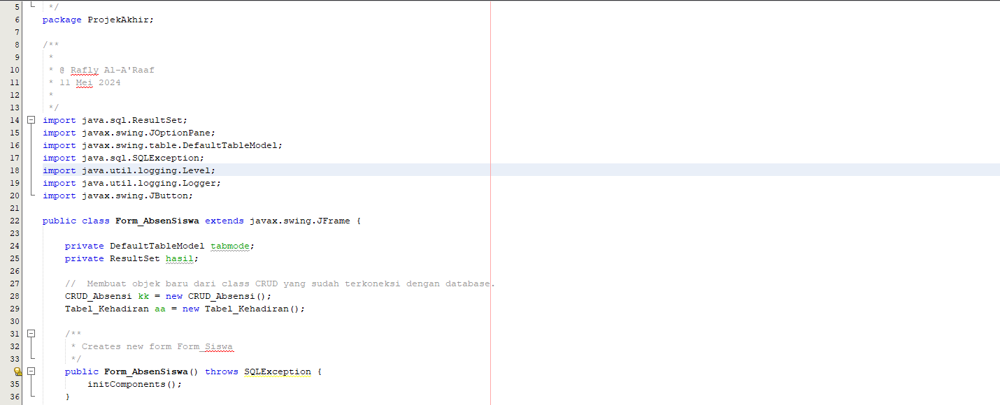 5 */
6 package ProjekAkhir;
7
8 /**
9 *
10 * @ Rafly Al-A'Raaf
11 * 11 Mei 2024
12 *
13 */
14 import java.sql.ResultSet;
15 import javax.swing.JOptionPane;
16 import javax.swing.table.DefaultTableModel;
17 import java.sql.SQLException;
18 import java.util.logging.Level;
19 import java.util.logging.Logger;
20 import javax.swing.JButton;
21
22 public class Form_AbsenSiswa extends javax.swing.JFrame {
23
24 private DefaultTableModel tabmode;
25 private ResultSet hasil;
26
27 // Membuat objek baru dari class CRUD yang sudah terkoneksi dengan database.
28 CRUD_Absensi kk = new CRUD_Absensi();
29 Tabel_Kehadiran aa = new Tabel_Kehadiran();
30
31 /**
32 * Creates new form Form_Siswa
33 */
public Form_AbsenSiswa() throws SQLException {
35 initComponents();
36 }